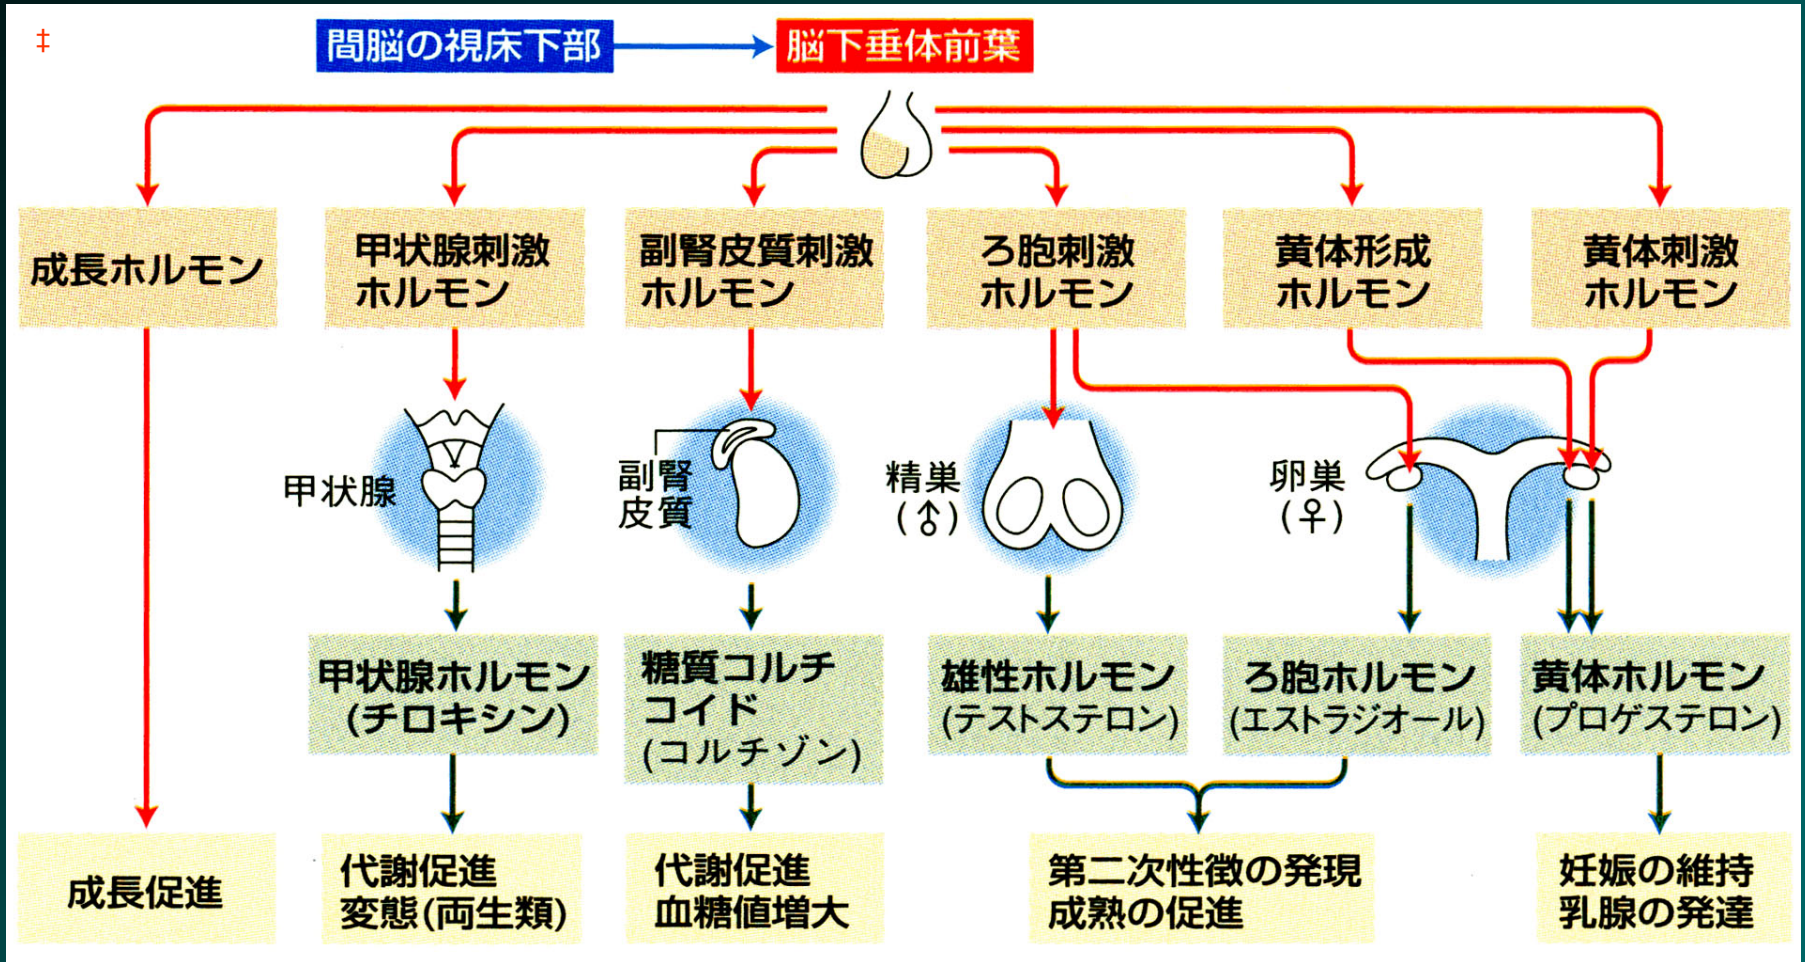 ‡
間脳の視床下部
脳下垂体前葉
成長ホルモン
甲状腺刺激
ホルモン
副腎皮質刺激
ホルモン
ろ胞刺激
ホルモン
黄体形成
ホルモン
黄体刺激
ホルモン
甲状腺
副腎
皮質
精巣
(♂)
卵巣
(♀)
甲状腺ホルモン
(チロキシン)
糖質コルチ
コイド
(コルチゾン)
雄性ホルモン
(テストステロン)
ろ胞ホルモン
(エストラジオール)
黄体ホルモン
(プロゲステロン)
成長促進
代謝促進
変態(両生類)
代謝促進
血糖値増大
第二次性徴の発現
成熟の促進
妊娠の維持
乳腺の発達